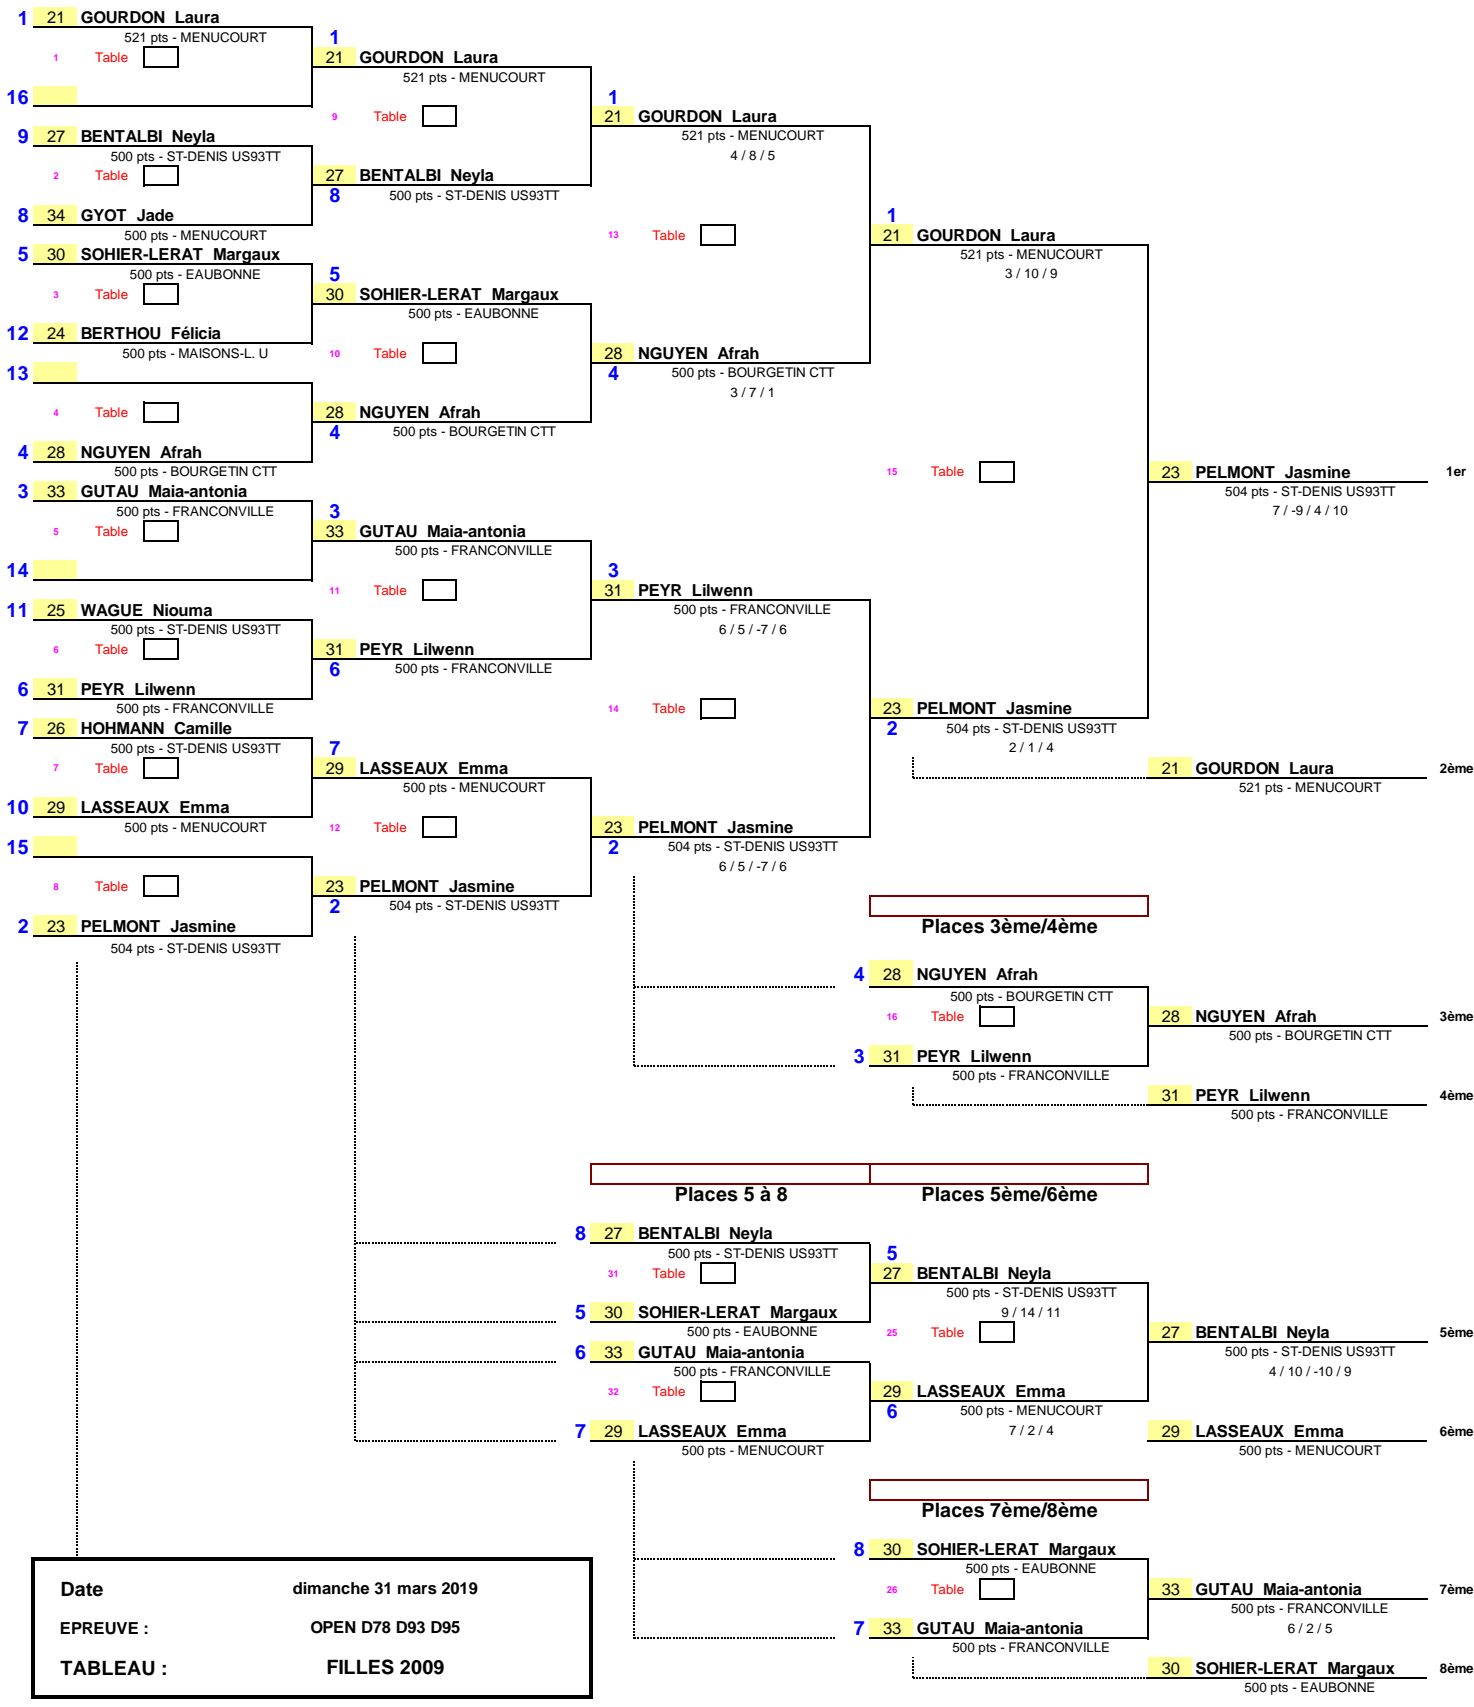 1 21 GOURDON Laura
521 pts - MENUCOURT
1 Table
16
9 27 BENTALBI Neyla
500 pts - ST-DENIS US93TT
2 Table
8 34 GYOT Jade
500 pts - MENUCOURT
5 30 SOHIER-LERAT Margaux
500 pts - EAUBONNE
3 Table
12 24 BERTHOU Félicia
500 pts - MAISONS-L. U
13
4 Table
4 28 NGUYEN Afrah
500 pts - BOURGETIN CTT
3 33 GUTAU Maia-antonia
500 pts - FRANCONVILLE
5 Table
14
11 25 WAGUE Niouma
500 pts - ST-DENIS US93TT
6 Table
6 31 PEYR Lilwenn
500 pts - FRANCONVILLE
7 26 HOHMANN Camille
500 pts - ST-DENIS US93TT
7 Table
10 29 LASSEAUX Emma
500 pts - MENUCOURT
15
8 Table
2 23 PELMONT Jasmine
504 pts - ST-DENIS US93TT
1
21 GOURDON Laura
521 pts - MENUCOURT
9 Table
27 BENTALBI Neyla
8 500 pts - ST-DENIS US93TT
5
30 SOHIER-LERAT Margaux
500 pts - EAUBONNE
10 Table
28 NGUYEN Afrah
4 500 pts - BOURGETIN CTT
3
33 GUTAU Maia-antonia
500 pts - FRANCONVILLE
11 Table
31 PEYR Lilwenn
6 500 pts - FRANCONVILLE
7
29 LASSEAUX Emma
500 pts - MENUCOURT
12 Table
23 PELMONT Jasmine
2 504 pts - ST-DENIS US93TT
1
21 GOURDON Laura
521 pts - MENUCOURT
4 / 8 / 5
13 Table
28 NGUYEN Afrah
4 500 pts - BOURGETIN CTT
3 / 7 / 1
3
31 PEYR Lilwenn
500 pts - FRANCONVILLE
6 / 5 / -7 / 6
14 Table
23 PELMONT Jasmine
2 504 pts - ST-DENIS US93TT
6 / 5 / -7 / 6
1
21 GOURDON Laura
521 pts - MENUCOURT
3 / 10 / 9
15 Table
23 PELMONT Jasmine
2 504 pts - ST-DENIS US93TT
2 / 1 / 4
23 PELMONT Jasmine 1er
504 pts - ST-DENIS US93TT
7 / -9 / 4 / 10
21 GOURDON Laura 2ème
521 pts - MENUCOURT
Places 3ème/4ème
4 28 NGUYEN Afrah
500 pts - BOURGETIN CTT
16 Table
3 31 PEYR Lilwenn
500 pts - FRANCONVILLE
28 NGUYEN Afrah 3ème
500 pts - BOURGETIN CTT
31 PEYR Lilwenn 4ème
500 pts - FRANCONVILLE
Places 5 à 8
8 27 BENTALBI Neyla
500 pts - ST-DENIS US93TT
31 Table
5 30 SOHIER-LERAT Margaux
500 pts - EAUBONNE
6 33 GUTAU Maia-antonia
500 pts - FRANCONVILLE
32 Table
7 29 LASSEAUX Emma
500 pts - MENUCOURT
Places 5ème/6ème
5
27 BENTALBI Neyla
500 pts - ST-DENIS US93TT
9 / 14 / 11
25 Table
29 LASSEAUX Emma
6 500 pts - MENUCOURT
7 / 2 / 4
27 BENTALBI Neyla 5ème
500 pts - ST-DENIS US93TT
4 / 10 / -10 / 9
29 LASSEAUX Emma 6ème
500 pts - MENUCOURT
Places 7ème/8ème
8 30 SOHIER-LERAT Margaux
500 pts - EAUBONNE
26 Table
7 33 GUTAU Maia-antonia
500 pts - FRANCONVILLE
33 GUTAU Maia-antonia 7ème
500 pts - FRANCONVILLE
6 / 2 / 5
30 SOHIER-LERAT Margaux 8ème
500 pts - EAUBONNE
Date dimanche 31 mars 2019
EPREUVE : OPEN D78 D93 D95
TABLEAU : FILLES 2009